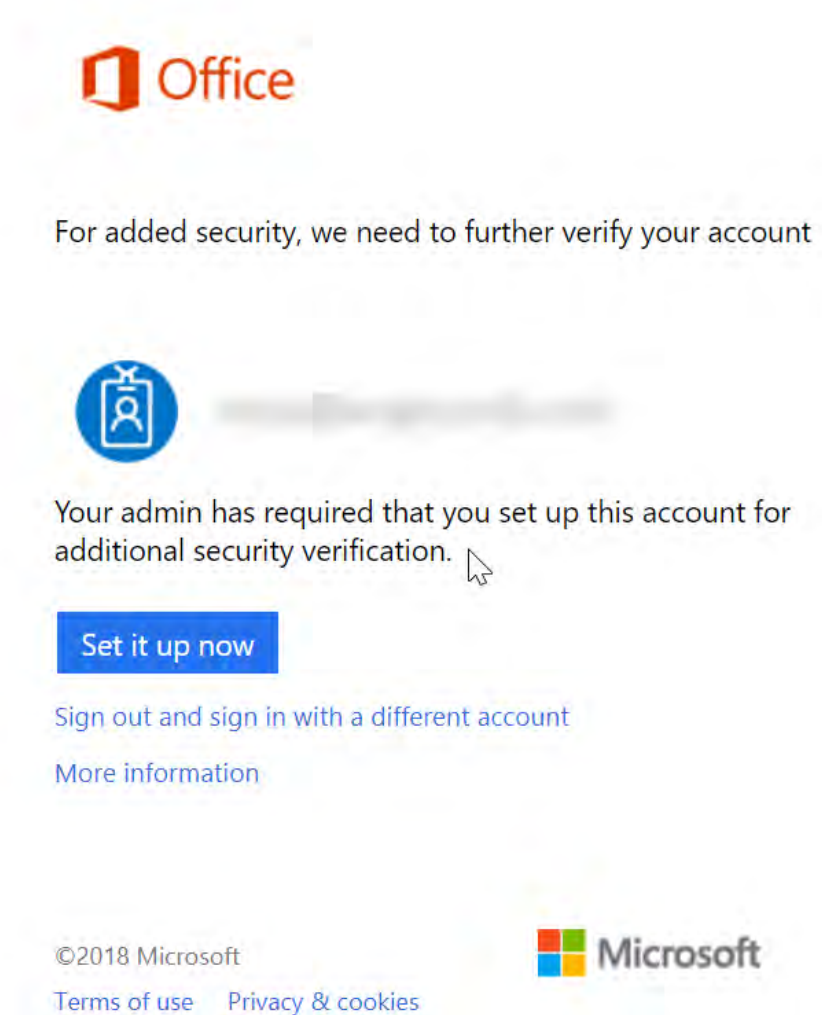 Office
For added security, we need to further verify your account
Your admin has required that you set up this account for
additional security verification.
Set it up now
Sign out and sign in with a different account
More information
©2018 Microsoft
Microsoft
Terms of use Privacy & cookies